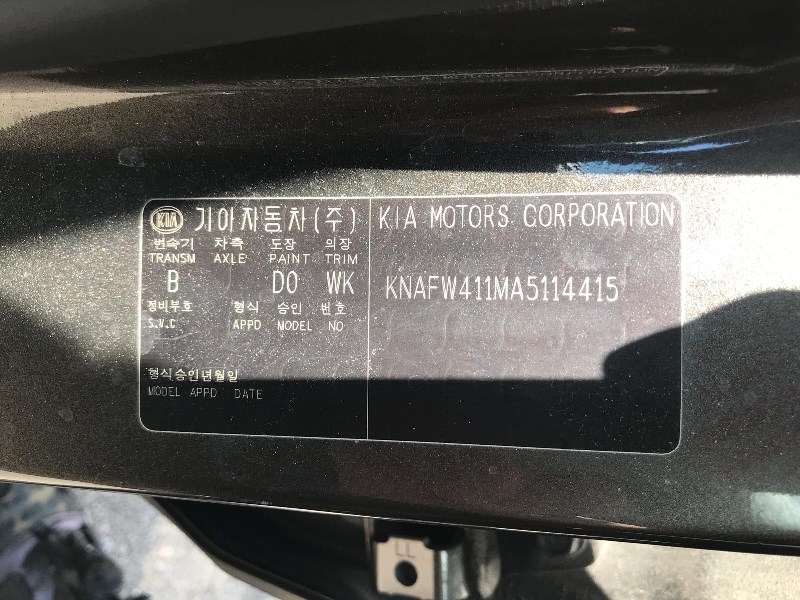 KIA 기아자동차(주) KIA MOTORS CORPORATION
변속기 차축 도장 의장
TRANSM AXLE PAINT TRIM
B D0 WK
KNAFW411MA5114415
정비부호 형식 승인 번호
S.V.C APPD MODEL NO
형식승인년월일
MODEL APPD DATE
LL